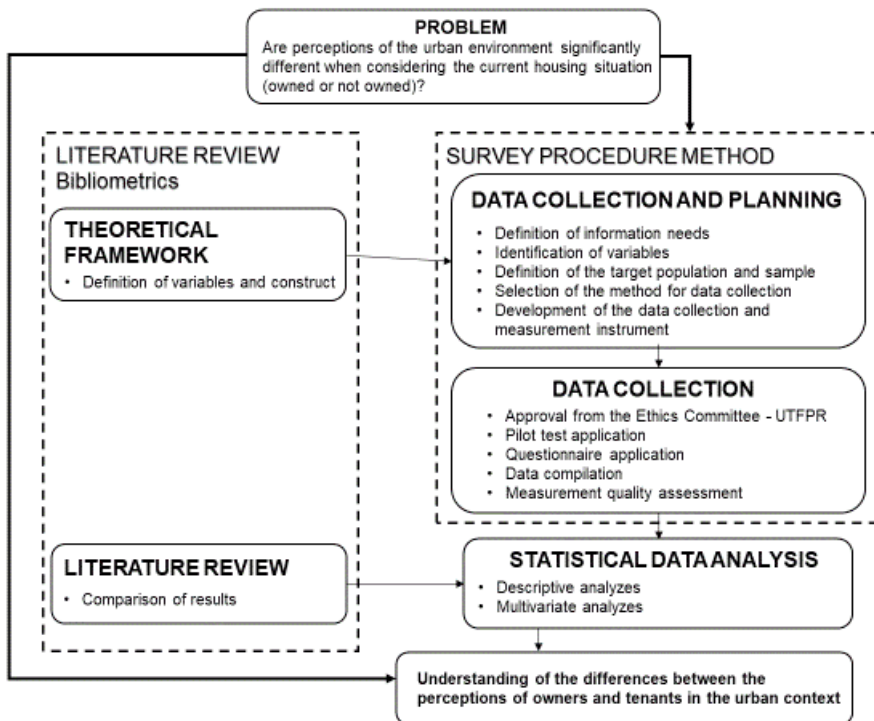 PROBLEM
Are perceptions of the urban environment significantly
different when considering the current housing situation
(owned or not owned)?
LITERATURE REVIEW
Bibliometrics
THEORETICAL
FRAMEWORK
• Definition of variables and construct
LITERATURE REVIEW
• Comparison of results
SURVEY PROCEDURE METHOD
DATA COLLECTION AND PLANNING
• Definition of information needs
• Identification of variables
• Definition of the target population and sample
• Selection of the method for data collection
• Development of the data collection and
measurement instrument
DATA COLLECTION
• Approval from the Ethics Committee - UTFPR
• Pilot test application
• Questionnaire application
• Data compilation
• Measurement quality assessment
STATISTICAL DATA ANALYSIS
• Descriptive analyzes
• Multivariate analyzes
Understanding of the differences between the
perceptions of owners and tenants in the urban context